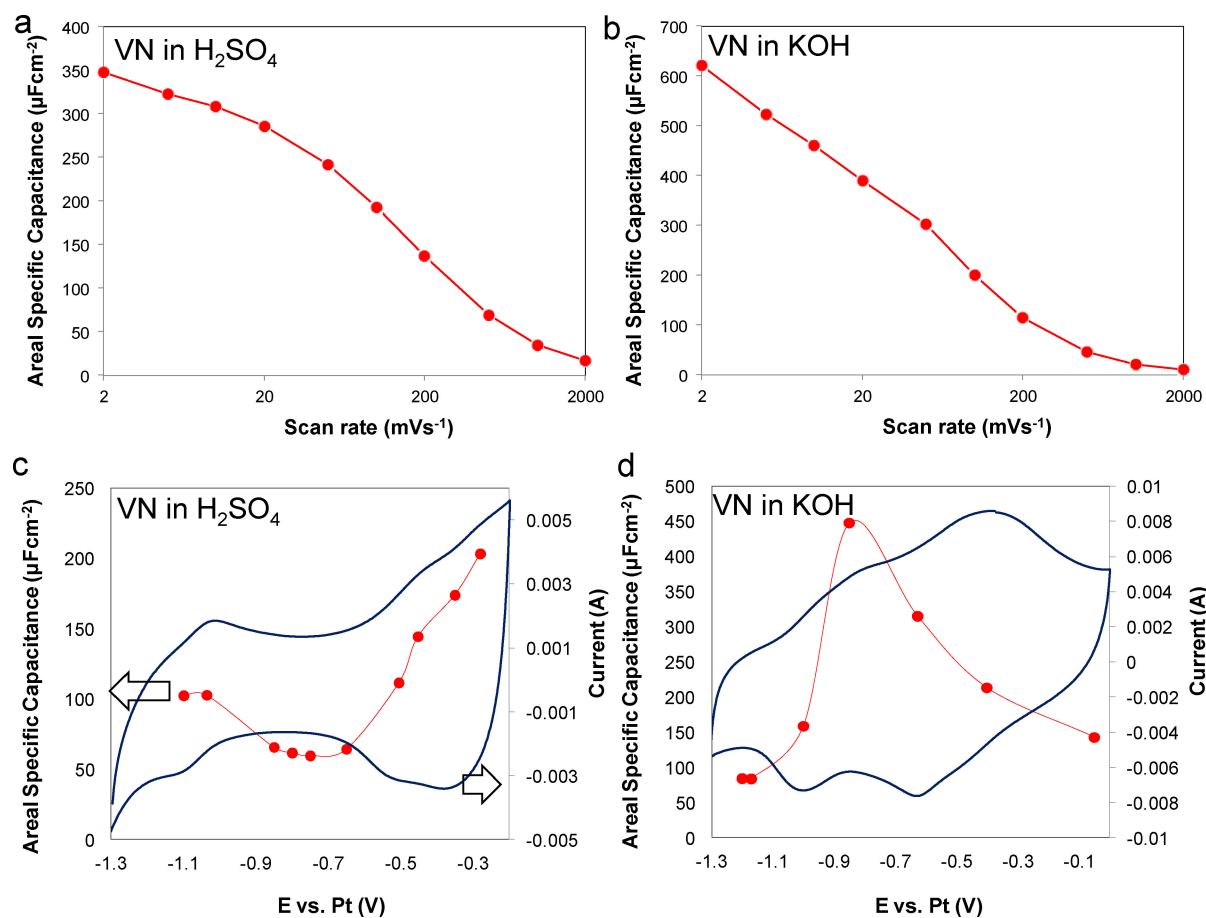 a
VN in H₂SO₄
Areal Specific Capacitance (µFcm⁻²)
400
350
300
250
200
150
100
50
0
2 20 200 2000
Scan rate (mVs⁻¹)
b
VN in KOH
Areal Specific Capacitance (µFcm⁻²)
700
600
500
400
300
200
100
0
2 20 200 2000
Scan rate (mVs⁻¹)
c
VN in H₂SO₄
Areal Specific Capacitance (µFcm⁻²)
250
200
150
100
50
0
0.005
0.003
0.001
-0.001
-0.003
-0.005
Current (A)
-1.3 -1.1 -0.9 -0.7 -0.5 -0.3
E vs. Pt (V)
d
VN in KOH
Areal Specific Capacitance (µFcm⁻²)
500
450
400
350
300
250
200
150
100
50
0
0.01
0.008
0.006
0.004
0.002
0
-0.002
-0.004
-0.006
-0.008
-0.01
Current (A)
-1.3 -1.1 -0.9 -0.7 -0.5 -0.3 -0.1
E vs. Pt (V)